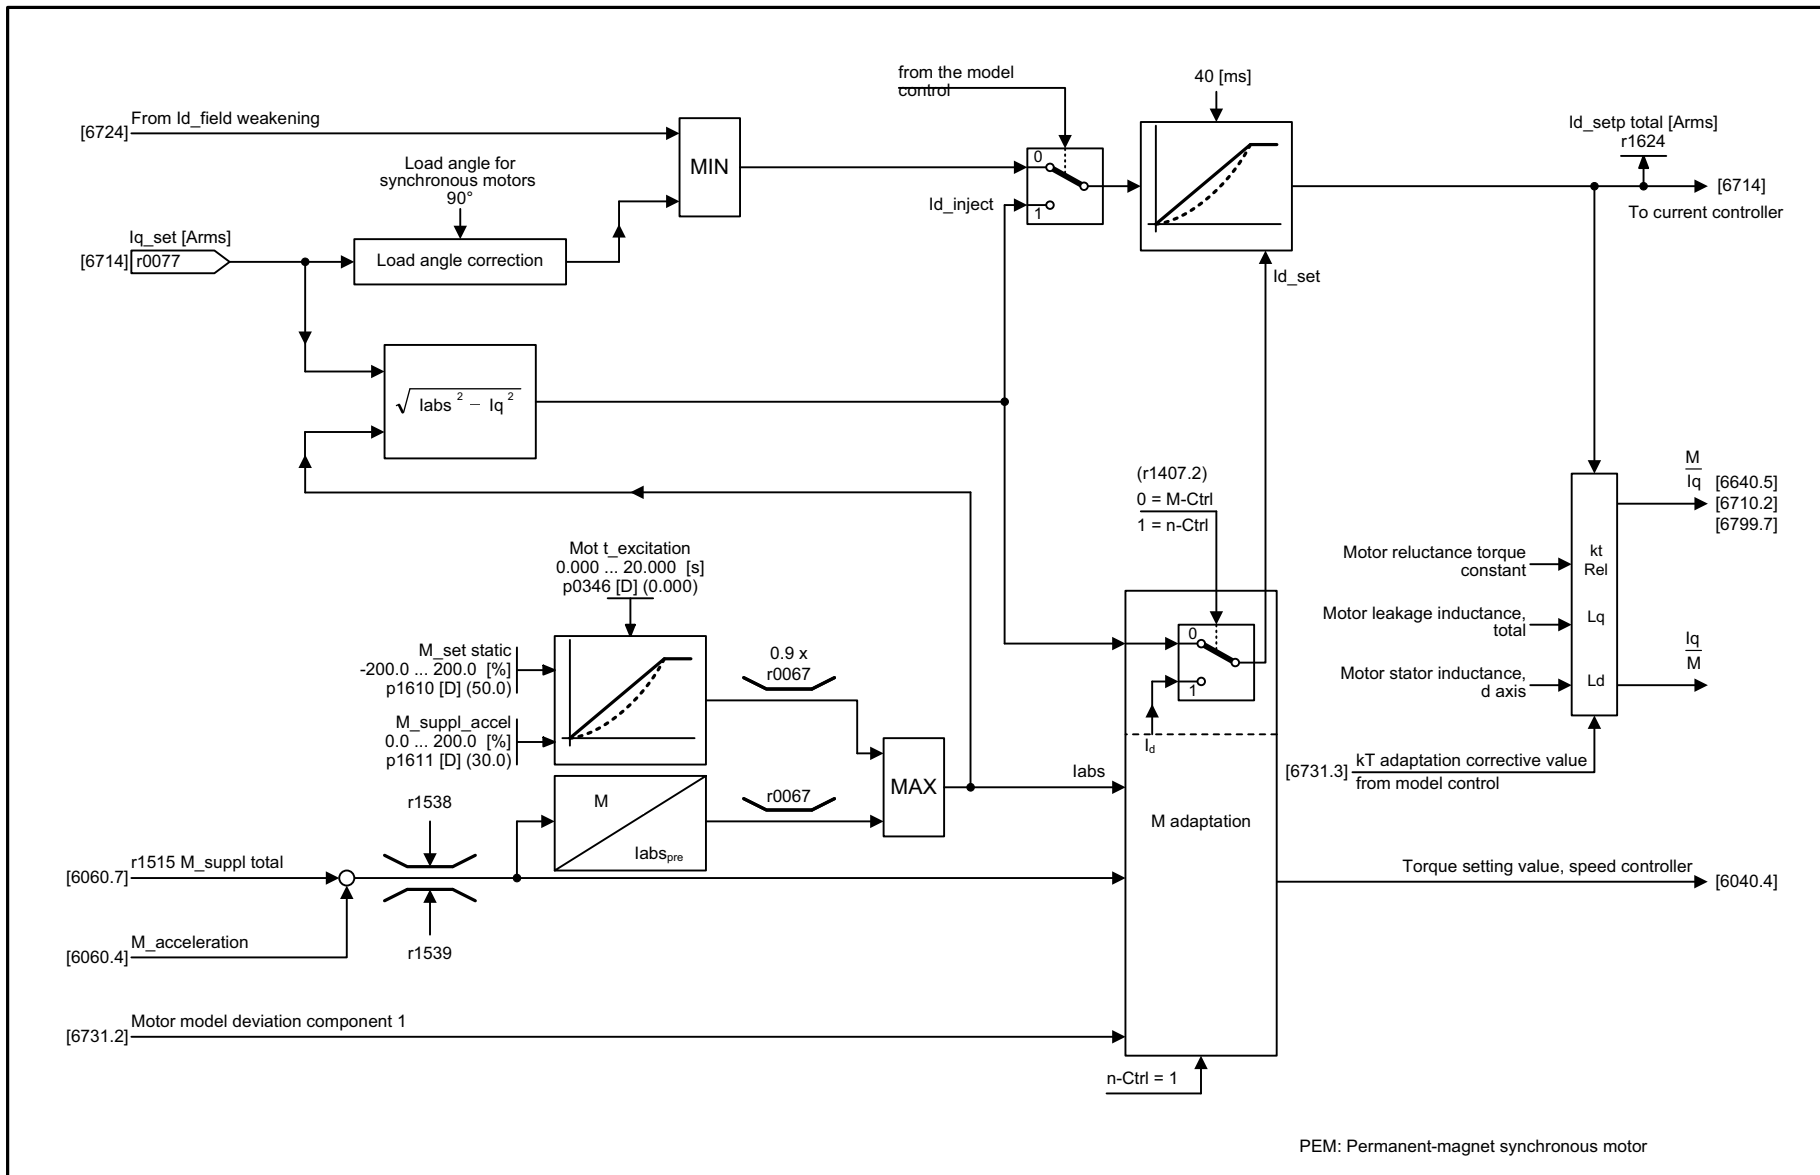 from the model
control
40 [ms]
[6724]
From Id_field weakening
Load angle for
synchronous motors
90°
MIN
0
1
Id_inject
Id_setp total [Arms]
r1624
[6714]
To current controller
Iq_set [Arms]
[6714]
r0077
Load angle correction
Id_set
√ Iabs ² − Iq ²
(r1407.2)
0 = M-Ctrl
1 = n-Ctrl
M
Iq
[6640.5]
[6710.2]
[6799.7]
Mot t_excitation
0.000 ... 20.000 [s]
p0346 [D] (0.000)
Motor reluctance torque
constant
kt
Rel
Motor leakage inductance,
total
Lq
M_set static
-200.0 ... 200.0 [%]
p1610 [D] (50.0)
0.9 x
r0067
0
1
Iq
M
Motor stator inductance,
d axis
Ld
M_suppl_accel
0.0 ... 200.0 [%]
p1611 [D] (30.0)
Id
[6731.3]
kT adaptation corrective value
from model control
Iabs
MAX
r0067
M
Iabspre
r1538
M adaptation
[6060.7]
r1515 M_suppl total
Torque setting value, speed controller
[6040.4]
[6060.4]
M_acceleration
r1539
[6731.2]
Motor model deviation component 1
n-Ctrl = 1
PEM: Permanent-magnet synchronous motor